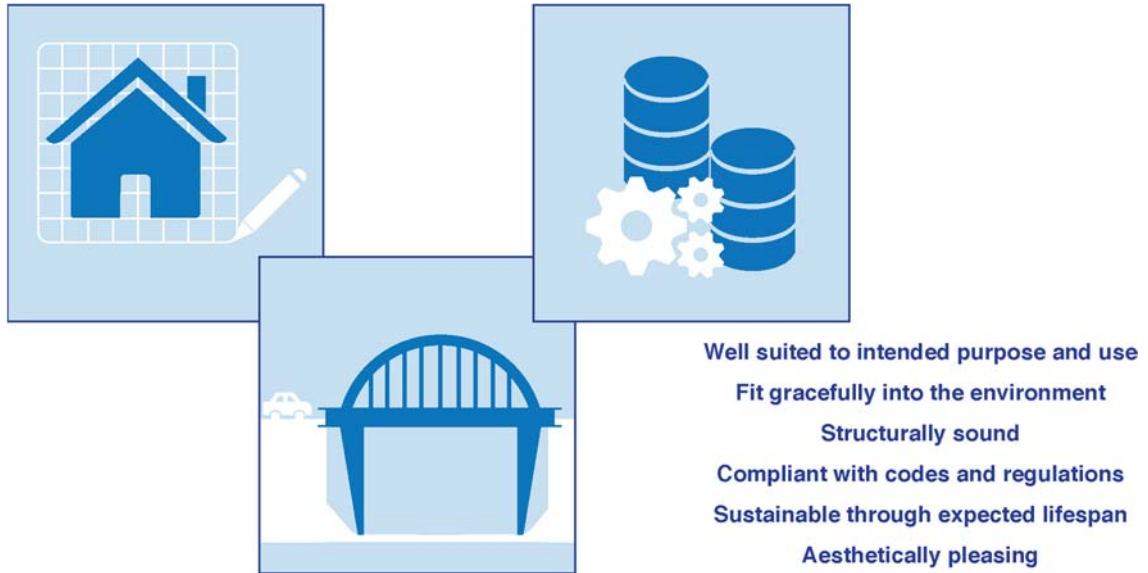 Well suited to intended purpose and use
Fit gracefully into the environment
Structurally sound
Compliant with codes and regulations
Sustainable through expected lifespan
Aesthetically pleasing